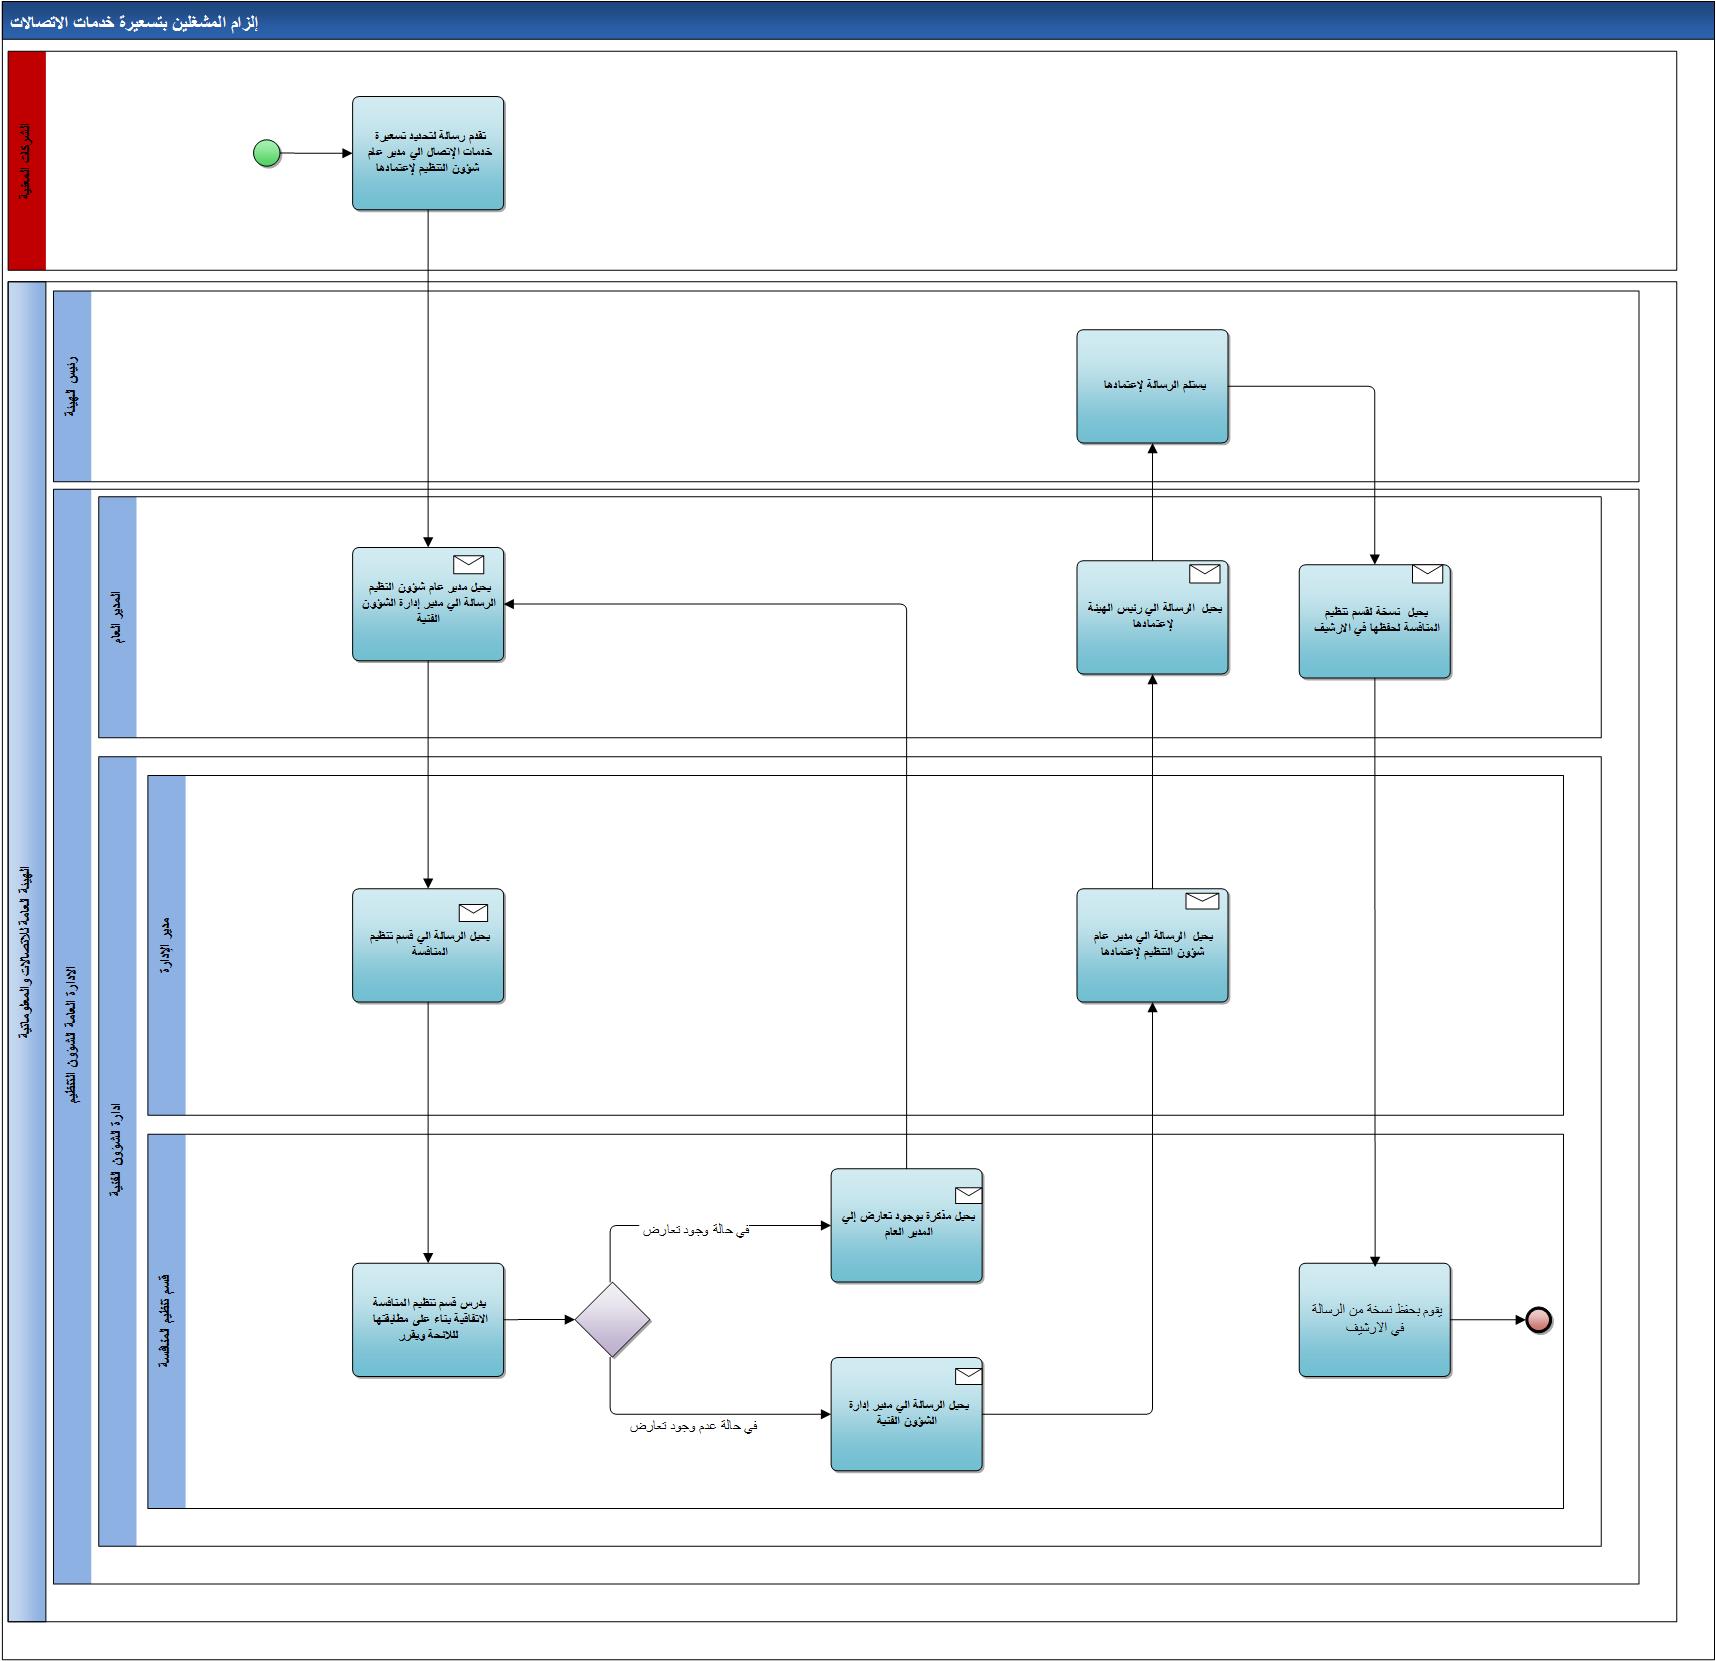 إلزام المشغلين بتسعيرة خدمات الاتصالات
الشركات المعنية
تقدم رسالة لتحديد تسعيرة
خدمات الإتصال الي مدير عام
شؤون التنظيم لإعتمادها
الهيئة العامة للاتصالات والمعلوماتية
رئيس الهيئة
يستلم الرسالة لإعتمادها
الادارة العامة لشؤون التنظيم
المدير العام
يحيل مدير عام شؤون التظيم
الرسالة الي مدير إدارة الشؤون
الفنية
يحيل الرسالة الي رئيس الهيئة
لإعتمادها
يحيل نسخة لقسم تنظيم
المنافسة لحفظها في الارشيف
ادارة الشؤون الفنية
مدير الإدارة
يحيل الرسالة الي قسم تنظيم
المنافسة
يحيل الرسالة الي مدير عام
شؤون التنظيم لإعتمادها
قسم تنظيم المنافسة
يدرس قسم تنظيم المنافسة
الاتفاقية بناء على مطابقتها
لللائحة ويقرر
في حالة وجود تعارض
يحيل مذكرة بوجود تعارض إلي
المدير العام
في حالة عدم وجود تعارض
يحيل الرسالة الي مدير إدارة
الشؤون الفنية
يقوم بحفظ نسخة من الرسالة
في الارشيف